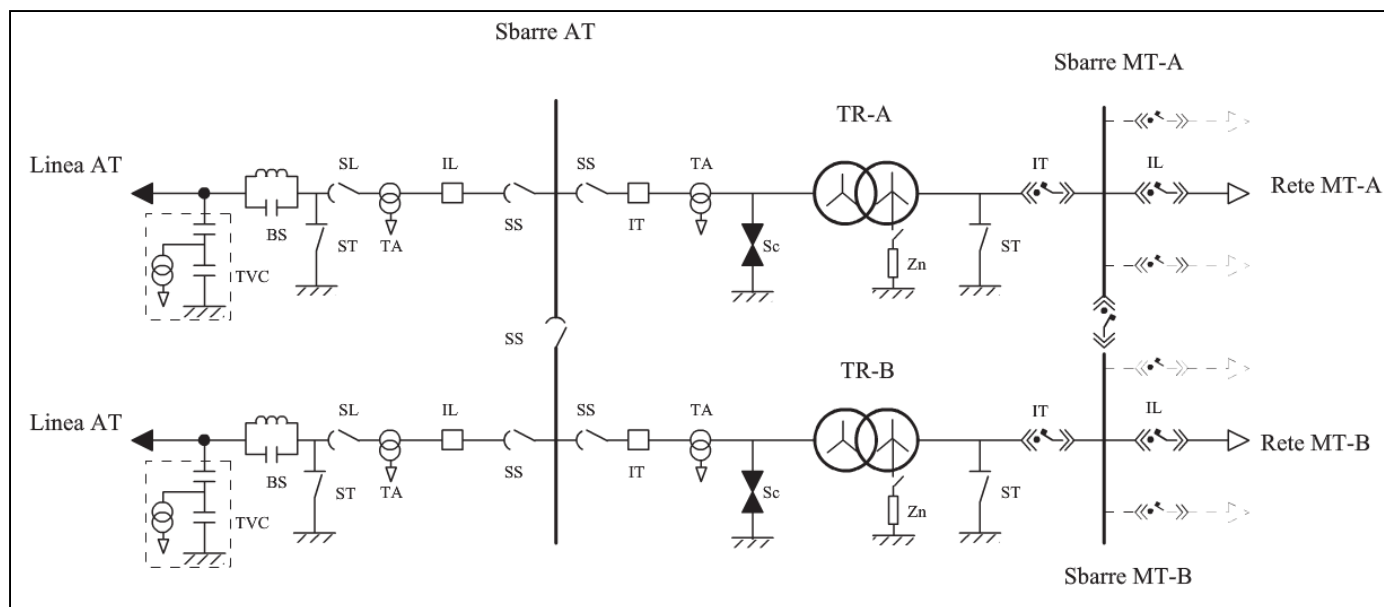 Sbarre AT
Sbarre MT-A
TR-A
Linea AT
SL
IL
SS
TA
IT
IL
Rete MT-A
BS
ST
TA
SS
IT
Sc
Zn
ST
TVC
SS
TR-B
Linea AT
SL
IL
SS
TA
IT
IL
Rete MT-B
BS
ST
TA
SS
IT
Sc
Zn
ST
TVC
Sbarre MT-B